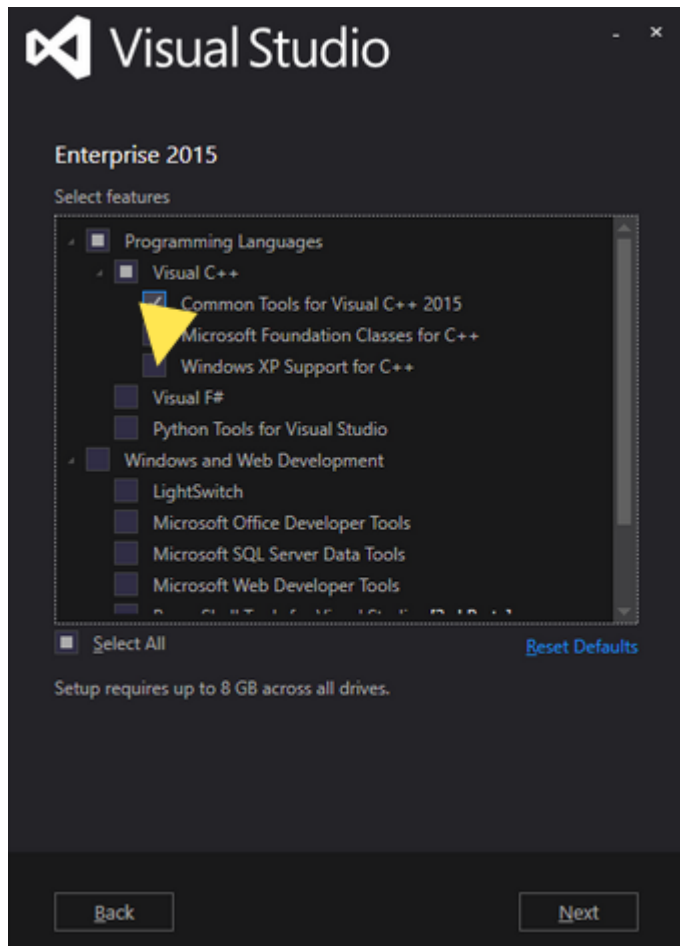 Visual Studio
Enterprise 2015
Select features
Programming Languages
Visual C++
Common Tools for Visual C++ 2015
Microsoft Foundation Classes for C++
Windows XP Support for C++
Visual F#
Python Tools for Visual Studio
Windows and Web Development
LightSwitch
Microsoft Office Developer Tools
Microsoft SQL Server Data Tools
Microsoft Web Developer Tools
Select All
Reset Defaults
Setup requires up to 8 GB across all drives.
Back
Next